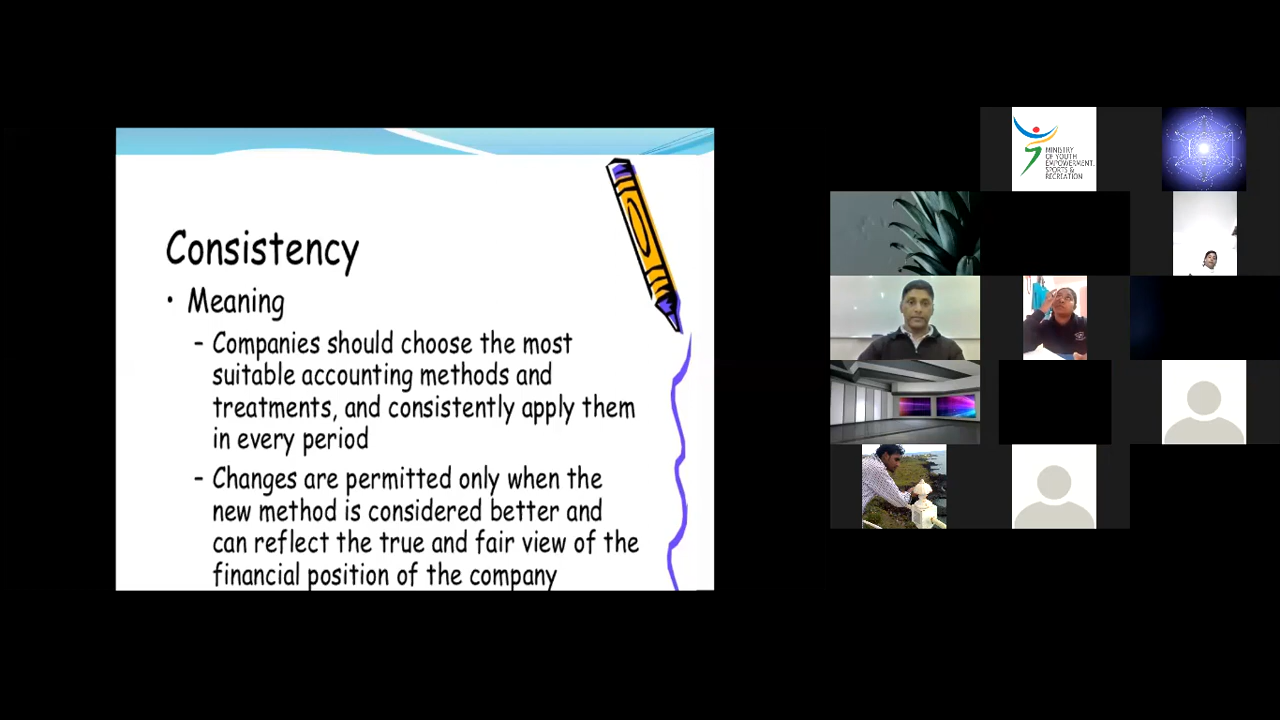 Consistency
• Meaning
– Companies should choose the most
suitable accounting methods and
treatments, and consistently apply them
in every period
– Changes are permitted only when the
new method is considered better and
can reflect the true and fair view of the
financial position of the company
MINISTRY
OF YOUTH
EMPOWERMENT,
SPORTS &
RECREATION